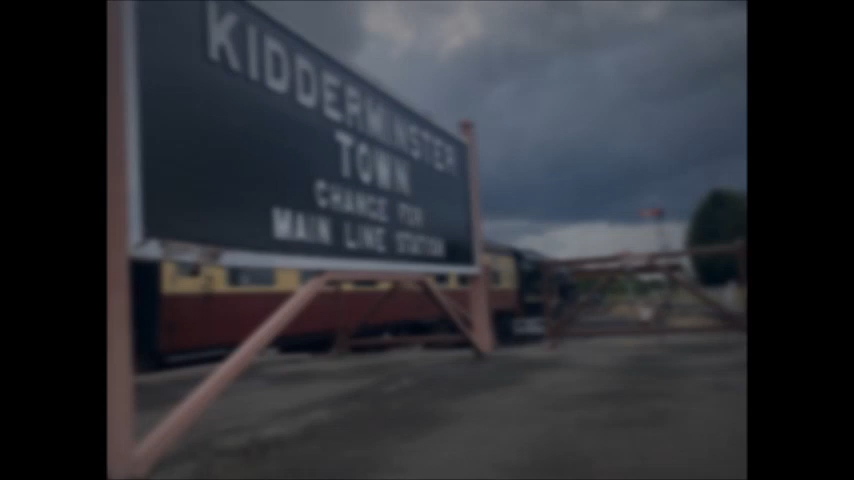 KIDDERMINSTER
TOWN
CHANGE FOR
MAIN LINE STATION